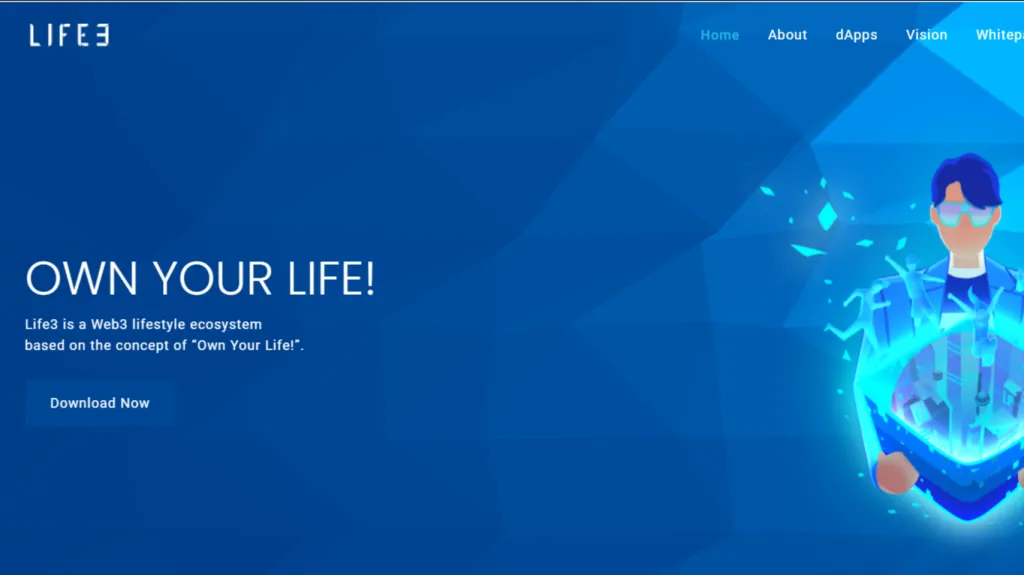 LIFE3
Home About dApps Vision Whitepa
OWN YOUR LIFE!
Life3 is a Web3 lifestyle ecosystem
based on the concept of “Own Your Life!”.
Download Now